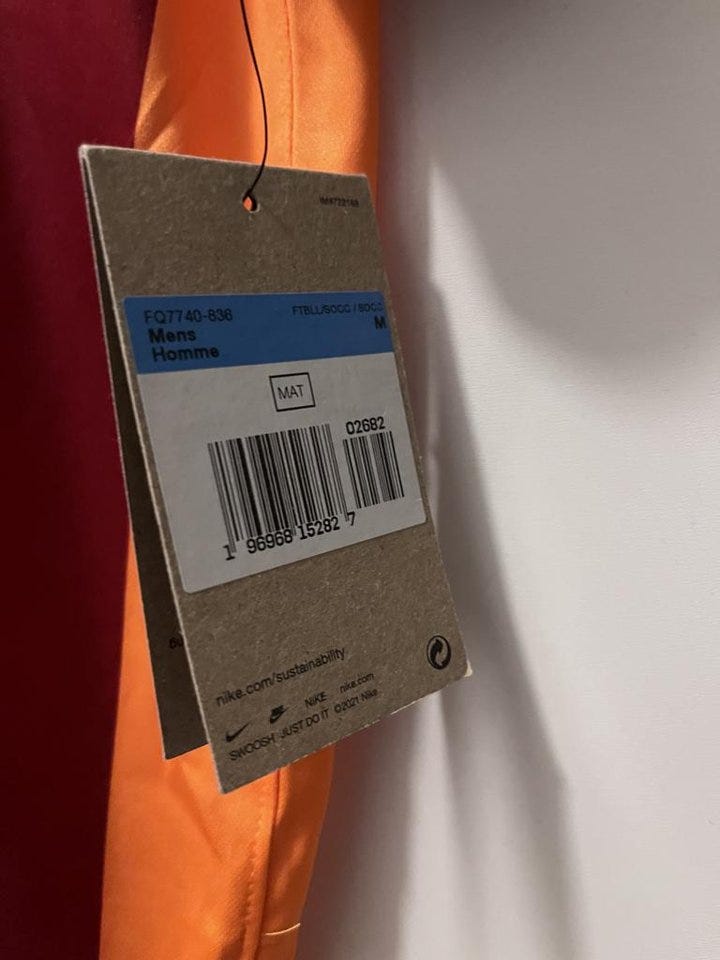 FQ7740-836
FTBLL/SOCC / SOCC
Mens
M
Homme
MAT
02682
1 96968 15282 7
nike.com/sustainability
NIKE nike.com
SWOOSH JUST DO IT ©2021 Nike